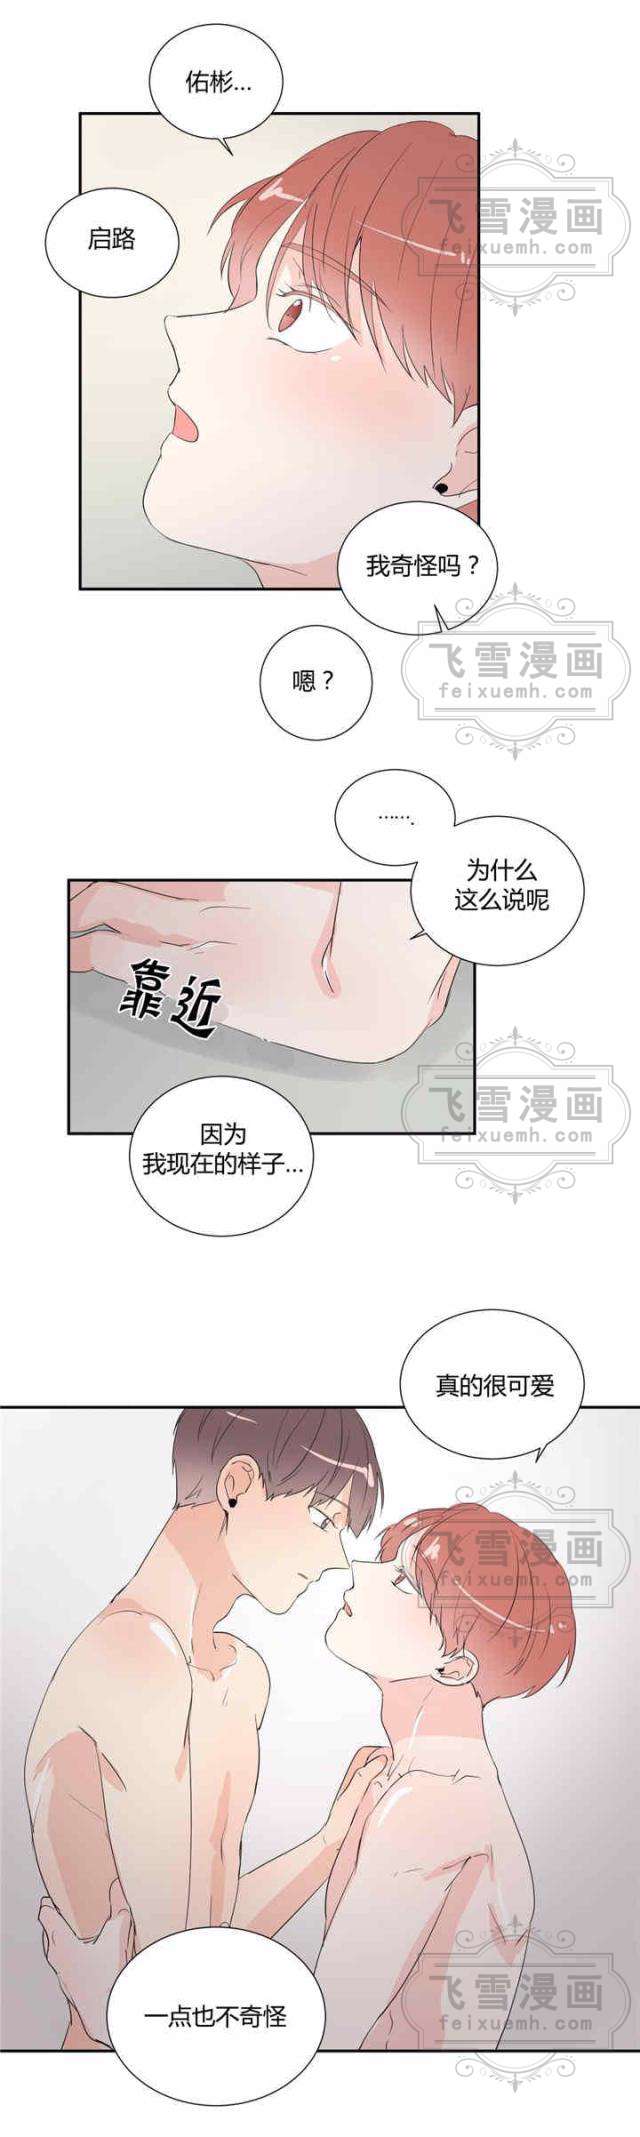 佑彬...
飞雪漫画
feixuemh.com
启路
我奇怪吗？
飞雪漫画
feixuemh.com
嗯？
…….
为什么
这么说呢
靠近
飞雪漫画
feixuemh.com
因为
我现在的样子...
真的很可爱
飞雪漫画
feixuemh.com
一点也不奇怪
飞雪漫画
feixuemh.com